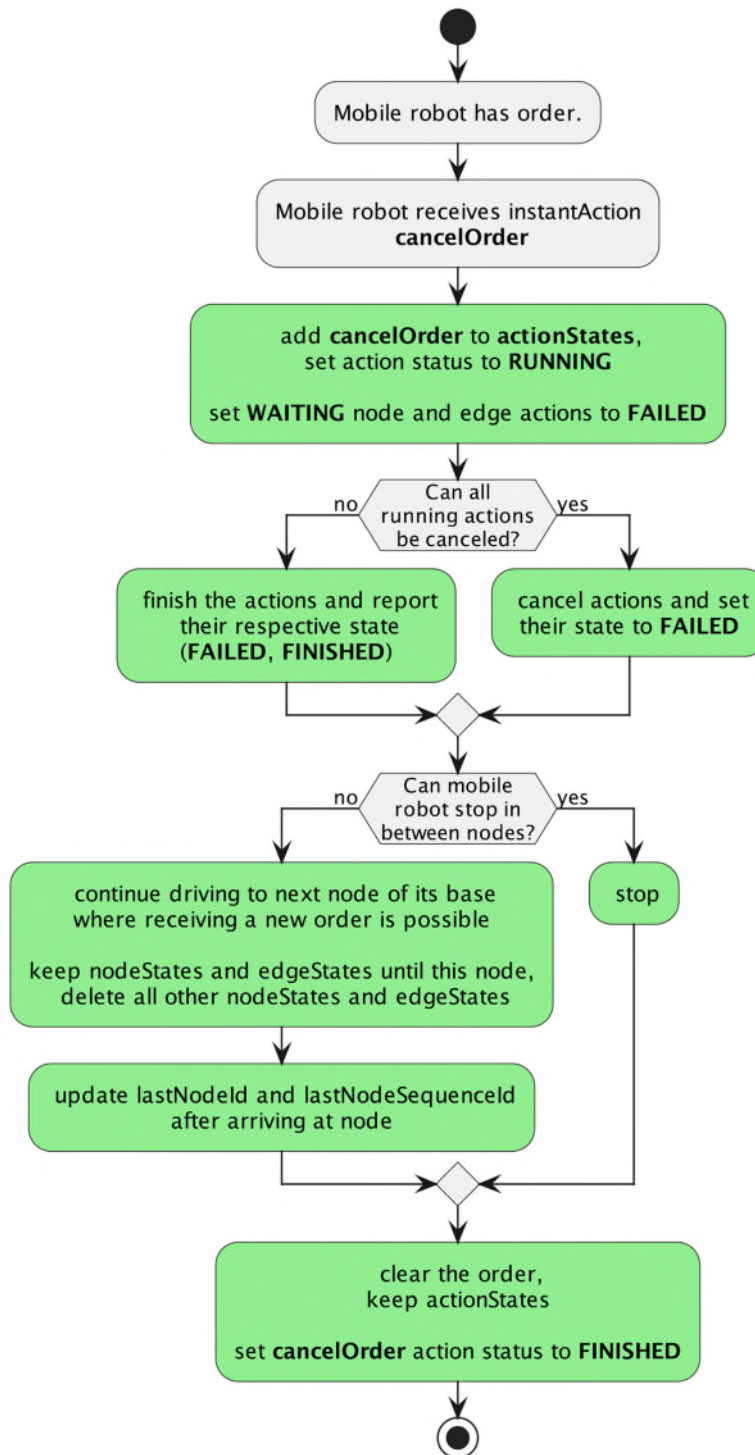 Mobile robot has order.
Mobile robot receives instantAction
cancelOrder
add cancelOrder to actionStates,
set action status to RUNNING
set WAITING node and edge actions to FAILED
no
Can all
running actions
be canceled?
yes
finish the actions and report
their respective state
(FAILED, FINISHED)
cancel actions and set
their state to FAILED
no
Can mobile
robot stop in
between nodes?
yes
continue driving to next node of its base
where receiving a new order is possible
keep nodeStates and edgeStates until this node,
delete all other nodeStates and edgeStates
stop
update lastNodeId and lastNodeSequenceId
after arriving at node
clear the order,
keep actionStates
set cancelOrder action status to FINISHED